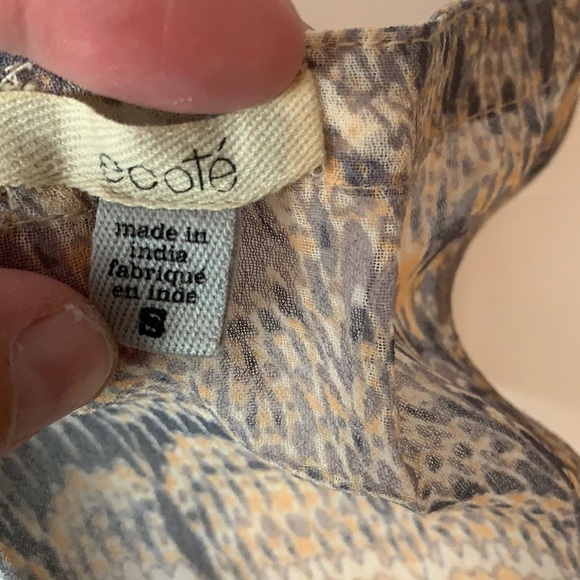 ecoté
made in
india
fabriqué
en inde
S